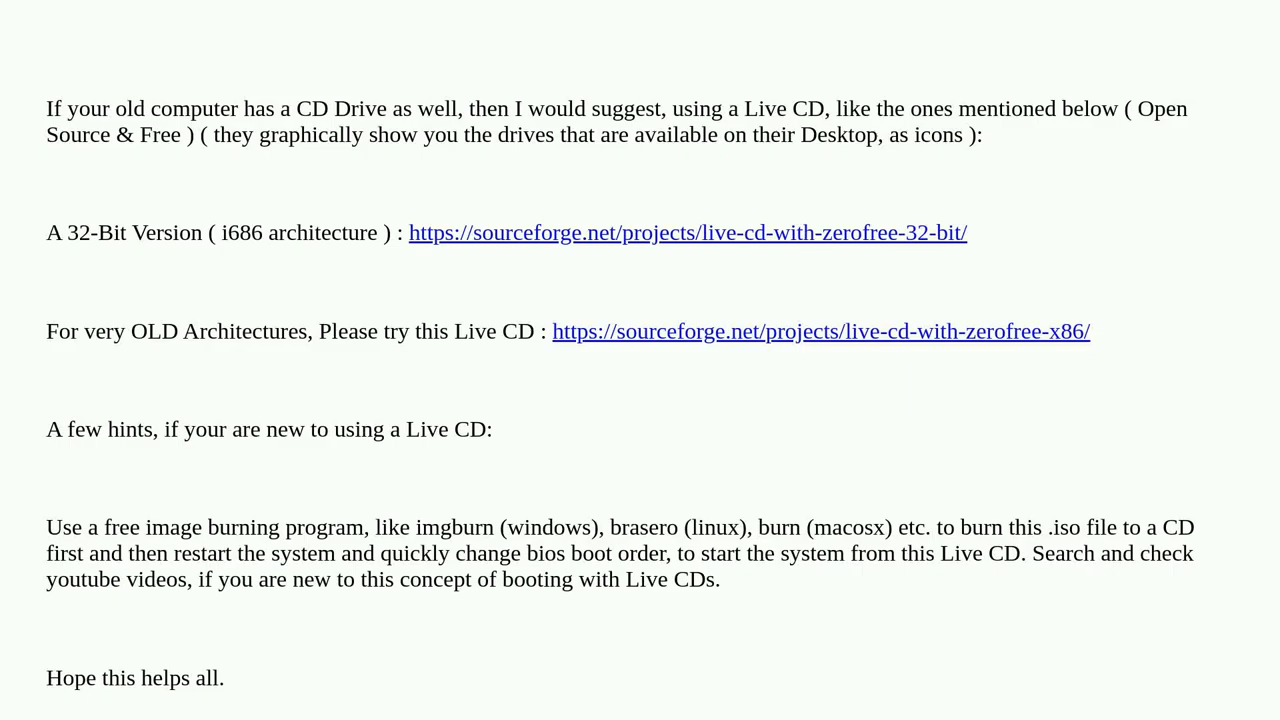 If your old computer has a CD Drive as well, then I would suggest, using a Live CD, like the ones mentioned below ( Open
Source & Free ) ( they graphically show you the drives that are available on their Desktop, as icons ):
A 32-Bit Version ( i686 architecture ) : https://sourceforge.net/projects/live-cd-with-zerofree-32-bit/
For very OLD Architectures, Please try this Live CD : https://sourceforge.net/projects/live-cd-with-zerofree-x86/
A few hints, if your are new to using a Live CD:
Use a free image burning program, like imgburn (windows), brasero (linux), burn (macosx) etc. to burn this .iso file to a CD
first and then restart the system and quickly change bios boot order, to start the system from this Live CD. Search and check
youtube videos, if you are new to this concept of booting with Live CDs.
Hope this helps all.